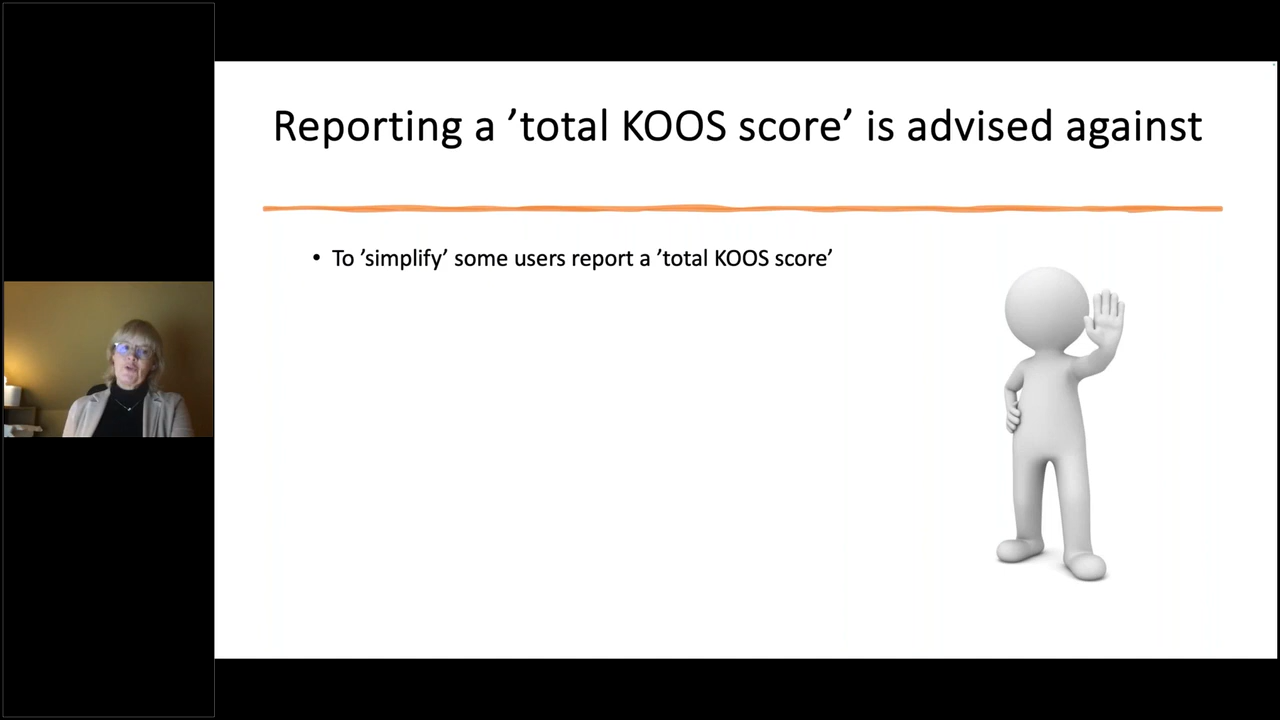 Reporting a ’total KOOS score’ is advised against
• To ’simplify’ some users report a ’total KOOS score’